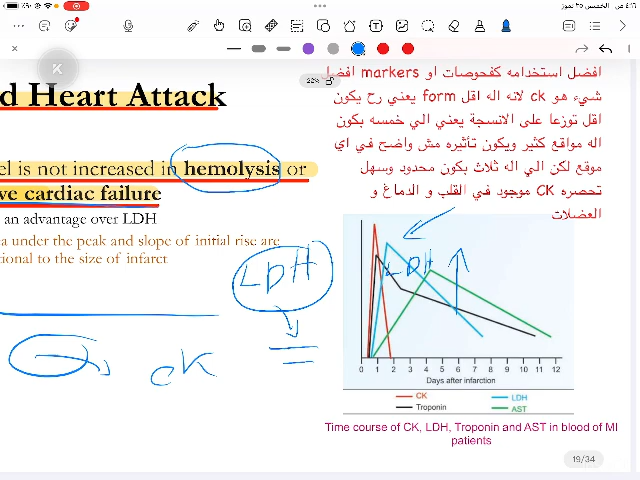 ٤:١٦ م الخميس ٢٥ تموز
K
22%
d Heart Attack
el is not increased in hemolysis or
ve cardiac failure
an advantage over LDH
a under the peak and slope of initial rise are
tional to the size of infarct
LDH
CK
افضل استخدامه كفحوصات او markers افضل
شيء هو ck لانه اله اقل form يعني رح يكون
اقل توزعا على الانسجة يعني الي خمسه بكون
اله مواقع كثير ويكون تأثيره مش واضح في اي
موقع لكن الي اله ثلاث بكون محدود وسهل
تحصره CK موجود في القلب و الدماغ و
العضلات
LDH
0 1 2 3 4 5 6 7 8 9 10 11 12
Days after infarction
CK
LDH
Troponin
AST
Time course of CK, LDH, Troponin and AST in blood of MI
patients
19/34